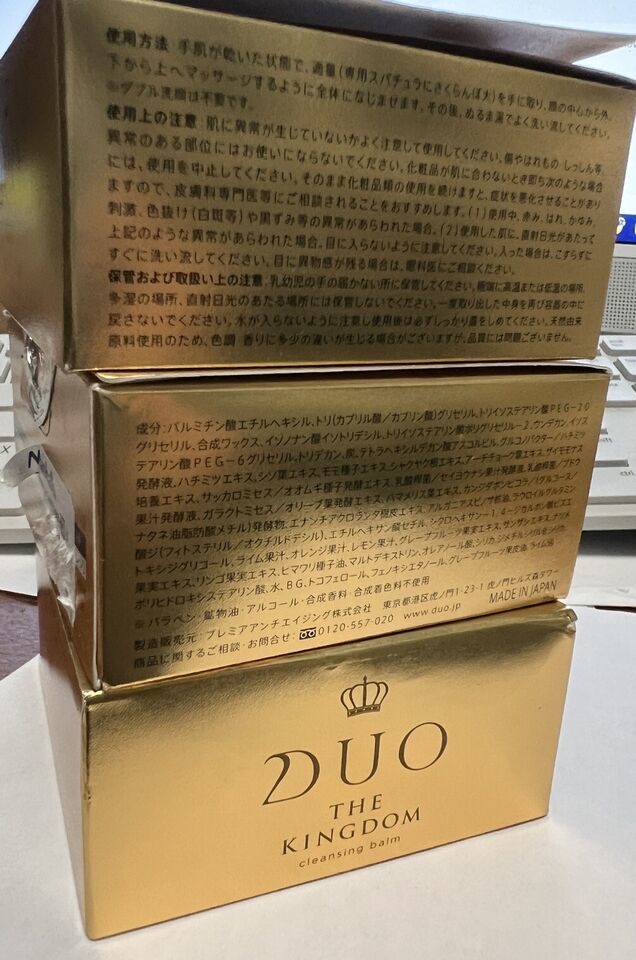 使用方法：手肌が乾いた状態で、適量（専用スパチュラにさくらんぼ大）を手に取り、顔の中心から外、
下から上へマッサージするように全体になじませます。その後、ぬるま湯でよく洗い流してください。
※ダブル洗顔は不要です。
使用上の注意：肌に異常が生じていないかよく注意して使用してください。傷やはれもの・しっしん等、
異常のある部位にはお使いにならないでください。化粧品が肌に合わないとき即ち次のような場合
には、使用を中止してください。そのまま化粧品類の使用を続けますと、症状を悪化させることがあり
ますので、皮膚科専門医等にご相談されることをおすすめします。(1)使用中、赤み、はれ、かゆみ、
刺激、色抜け(白斑等)や黒ずみ等の異常があらわれた場合。(2)使用した肌に、直射日光があたって
上記のような異常があらわれた場合。目に入らないように注意してください。入った場合は、こすらずに
すぐに洗い流してください。目に異物感が残る場合は、眼科医にご相談ください。
保管および取扱い上の注意：乳幼児の手の届かない所に保管してください。極端に高温または低温の場所、
多湿の場所、直射日光のあたる場所には保管しないでください。一度取り出した中身を再び容器の中に
戻さないでください。水が入らないように注意し使用後は必ずしっかり蓋をしめてください。天然由来
原料使用のため、色調・香りに多少の違いが生じる場合がございますが、品質には問題ございません。
成分：パルミチン酸エチルヘキシル、トリ(カプリル酸/カプリン酸)グリセリル、トリイソステアリン酸PEG-20
グリセリル、合成ワックス、イソノナン酸イソトリデシル、トリイソステアリン酸ポリグリセリル-2、ウンデカン、イソス
テアリン酸PEG-6グリセリル、トリデカン、炭、テトラヘキシルデカン酸アスコルビル、グルコノバクター/ハチミツ
発酵液、ハチミツエキス、シソ葉エキス、モモ種子エキス、シャクヤク根エキス、アーチチョーク葉エキス、ザイモモナス
培養エキス、サッカロミセス/オオムギ種子発酵エキス、乳酸桿菌/セイヨウナシ果汁発酵液、乳酸桿菌/ブドウ
果汁発酵液、ガラクトミセス/オリーブ葉発酵エキス、ハマメリス葉エキス、カンジダボンビコラ/(グルコース/
ナタネ油脂肪酸メチル)発酵物、エナンチアクロランタ樹皮エキス、アルガニアスピノサ核油、ラウロイルグルタミン
酸ジ(フィトステリル/オクチルドデシル)、エチルヘキサン酸セチル、シクロヘキサン-1,4-ジカルボン酸ビスエ
トキシジグリコール、ライム果汁、オレンジ果汁、レモン果汁、グレープフルーツ果実エキス、サンザシエキス、ナツメ
果実エキス、リンゴ果実エキス、ヒマワリ種子油、マルトデキストリン、オレアノール酸、シリカ、ジメチルシリル化シリカ、
ポリヒドロキシステアリン酸、水、BG、トコフェロール、フェノキシエタノール、グレープフルーツ果皮油、ライム油
※パラベン・鉱物油・アルコール・合成香料・合成着色料不使用
製造販売元：プレミアアンチエイジング株式会社 東京都港区虎ノ門1-23-1 虎ノ門ヒルズ森タワー
商品に関するご相談・お問合せ：0120-557-020 www.duo.jp MADE IN JAPAN
DUO
THE
KINGDOM
cleansing balm